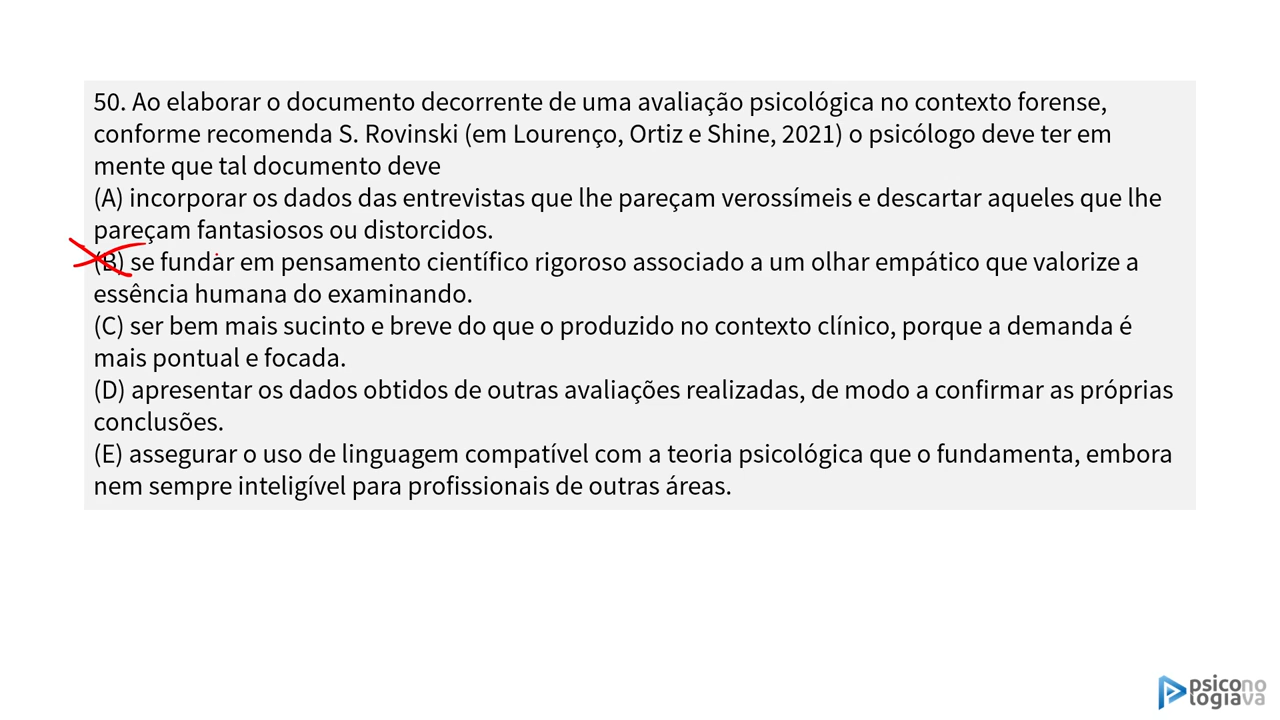 50. Ao elaborar o documento decorrente de uma avaliação psicológica no contexto forense,
conforme recomenda S. Rovinski (em Lourenço, Ortiz e Shine, 2021) o psicólogo deve ter em
mente que tal documento deve
(A) incorporar os dados das entrevistas que lhe pareçam verossímeis e descartar aqueles que lhe
pareçam fantasiosos ou distorcidos.
(B) se fundar em pensamento científico rigoroso associado a um olhar empático que valorize a
essência humana do examinando.
(C) ser bem mais sucinto e breve do que o produzido no contexto clínico, porque a demanda é
mais pontual e focada.
(D) apresentar os dados obtidos de outras avaliações realizadas, de modo a confirmar as próprias
conclusões.
(E) assegurar o uso de linguagem compatível com a teoria psicológica que o fundamenta, embora
nem sempre inteligível para profissionais de outras áreas.
psicono
logiava